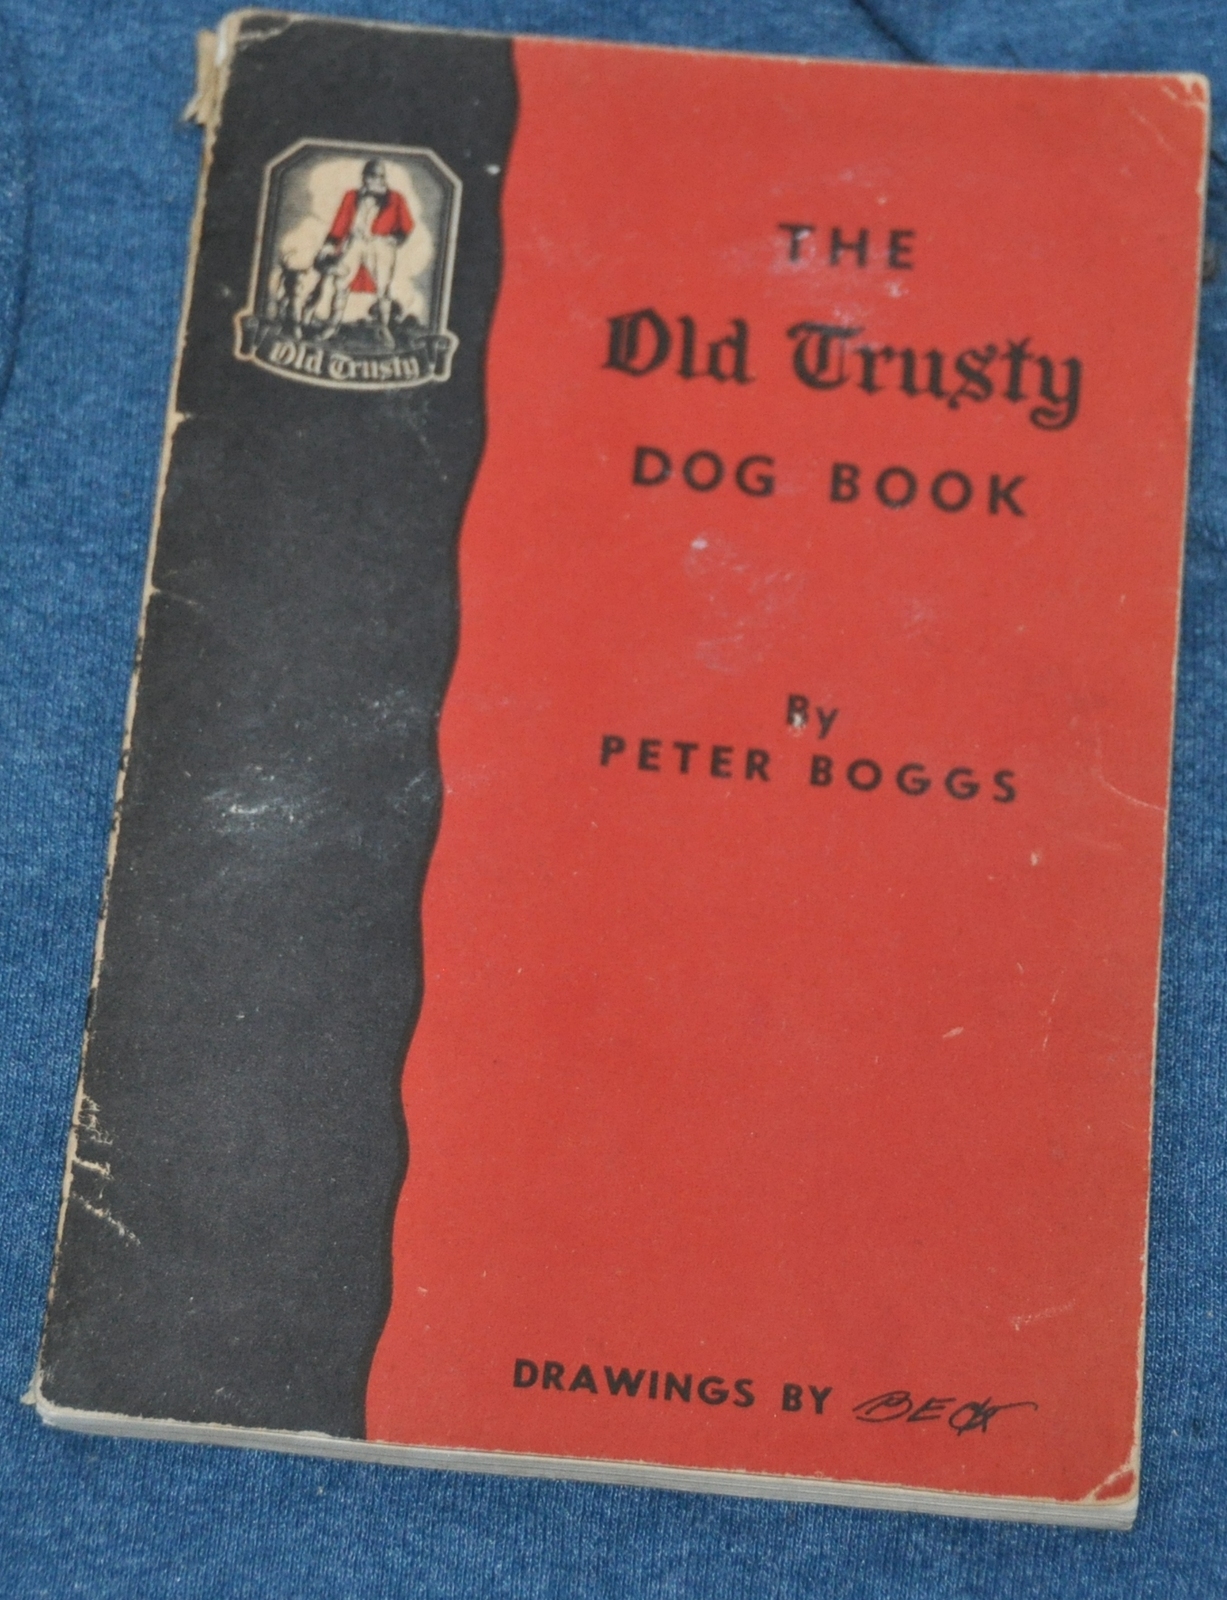 Old Trusty
THE
Old Trusty
DOG BOOK
By
PETER BOGGS
DRAWINGS BY BECK